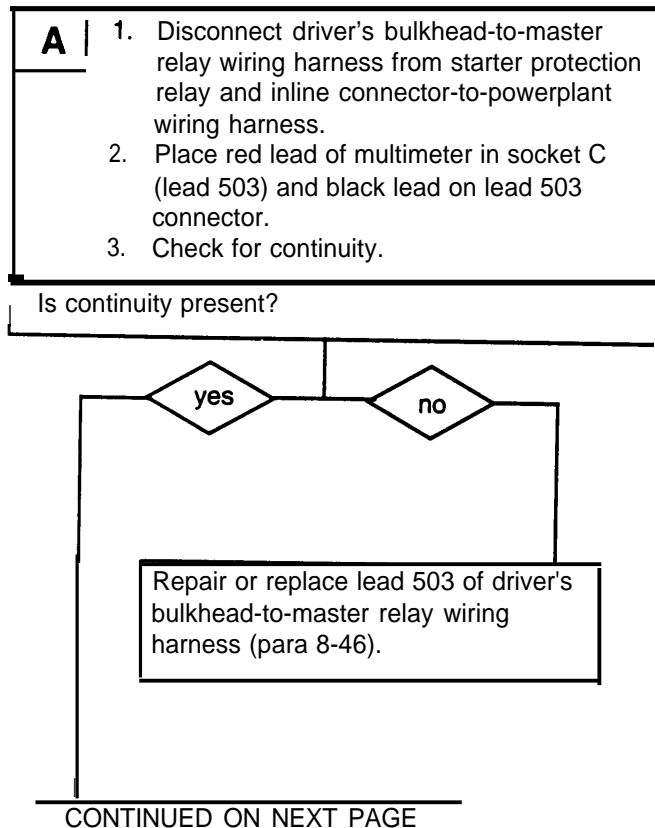 A
1. Disconnect driver's bulkhead-to-master
relay wiring harness from starter protection
relay and inline connector-to-powerplant
wiring harness.
2. Place red lead of multimeter in socket C
(lead 503) and black lead on lead 503
connector.
3. Check for continuity.
Is continuity present?
yes
no
Repair or replace lead 503 of driver's
bulkhead-to-master relay wiring
harness (para 8-46).
CONTINUED ON NEXT PAGE